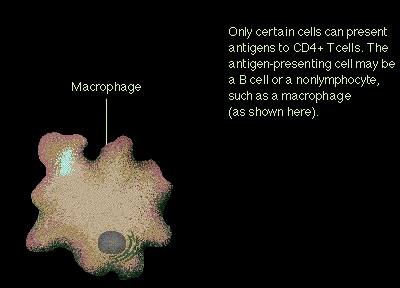 Only certain cells can present
antigens to CD4+ T cells. The
antigen-presenting cell may be
a B cell or a nonlymphocyte,
such as a macrophage
(as shown here).
Macrophage